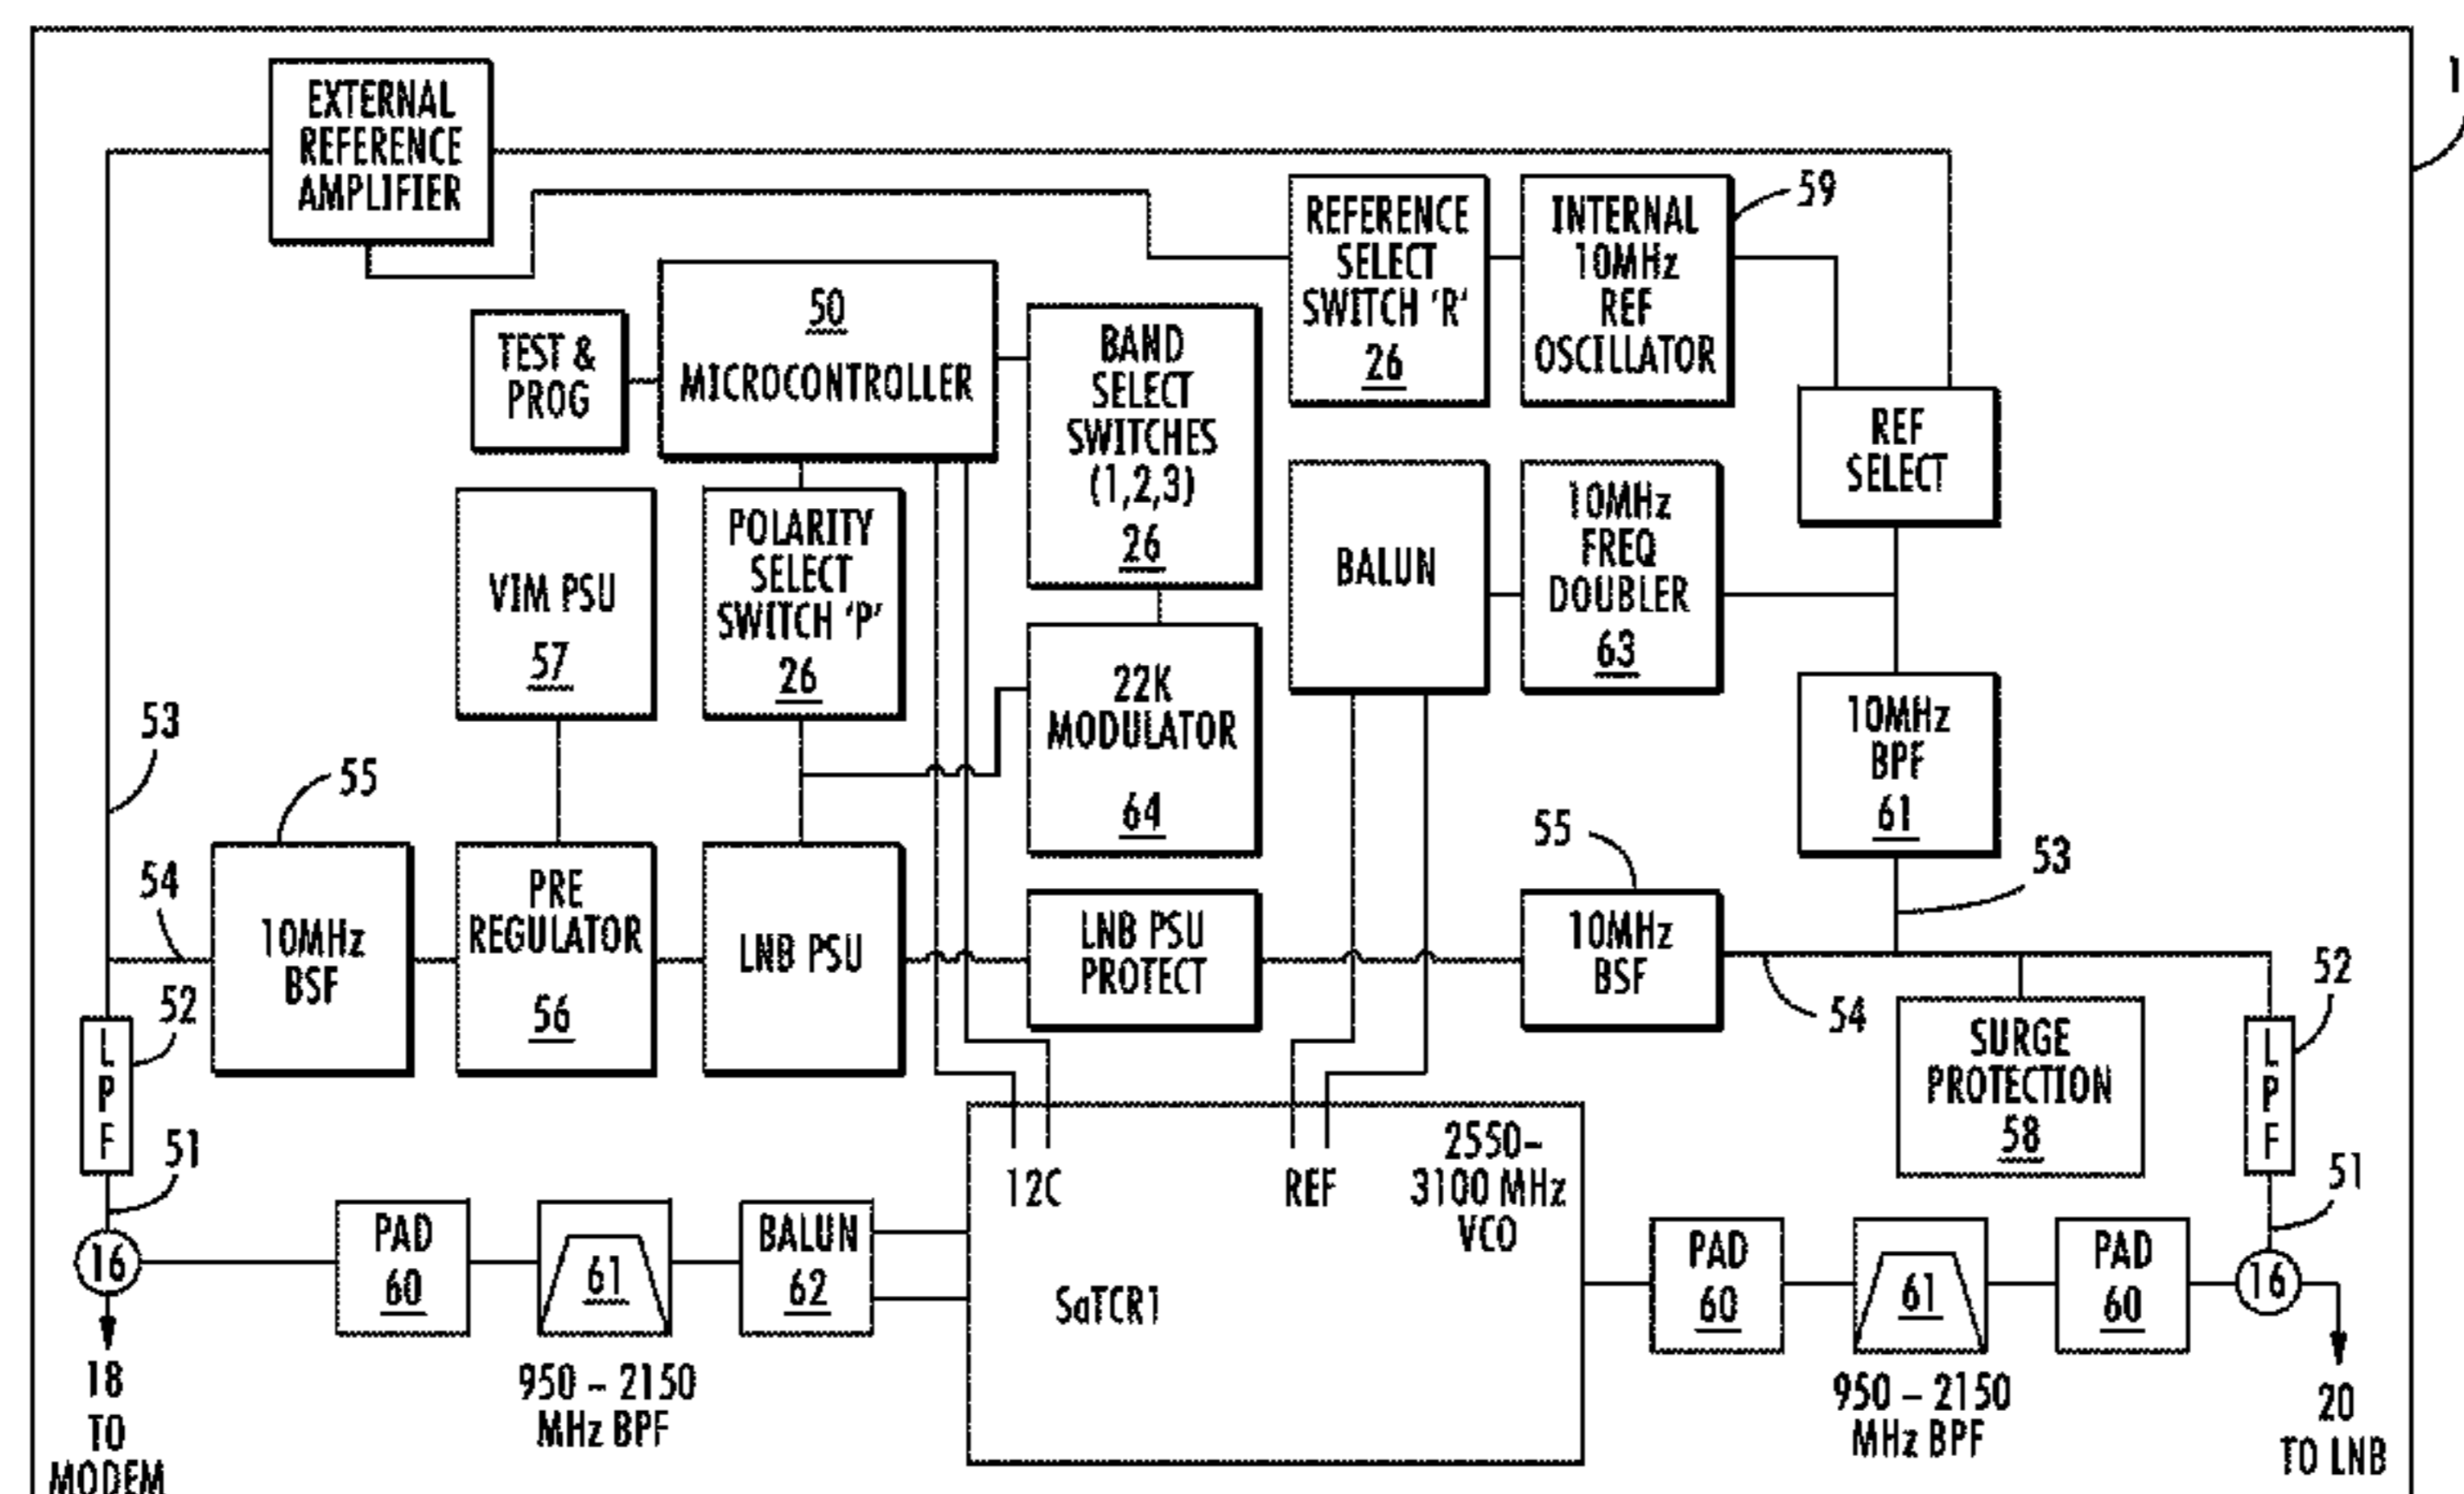 EXTERNAL
REFERENCE
AMPLIFIER
1
REFERENCE
SELECT
SWITCH 'R'
26
INTERNAL
10MHz
REF
OSCILLATOR
59
TEST &
PROG
50
MICROCONTROLLER
BAND
SELECT
SWITCHES
(1,2,3)
26
REF
SELECT
VIM PSU
57
POLARITY
SELECT
SWITCH 'P'
26
BALUN
10MHz
FREQ
DOUBLER
63
22K
MODULATOR
64
10MHz
BPF
61
53
55
54
10MHz
BSF
PRE
REGULATOR
56
LNB PSU
LNB PSU
PROTECT
55
10MHz
BSF
53
54
52
LPF
51
SURGE
PROTECTION
58
52
LPF
51
16
18
TO
MODEM
PAD
60
61
950 – 2150
MHz BPF
BALUN
62
12C
REF
2550–
3100 MHz
VCO
SaTCR1
PAD
60
61
950 – 2150
MHz BPF
PAD
60
16
20
TO LNB